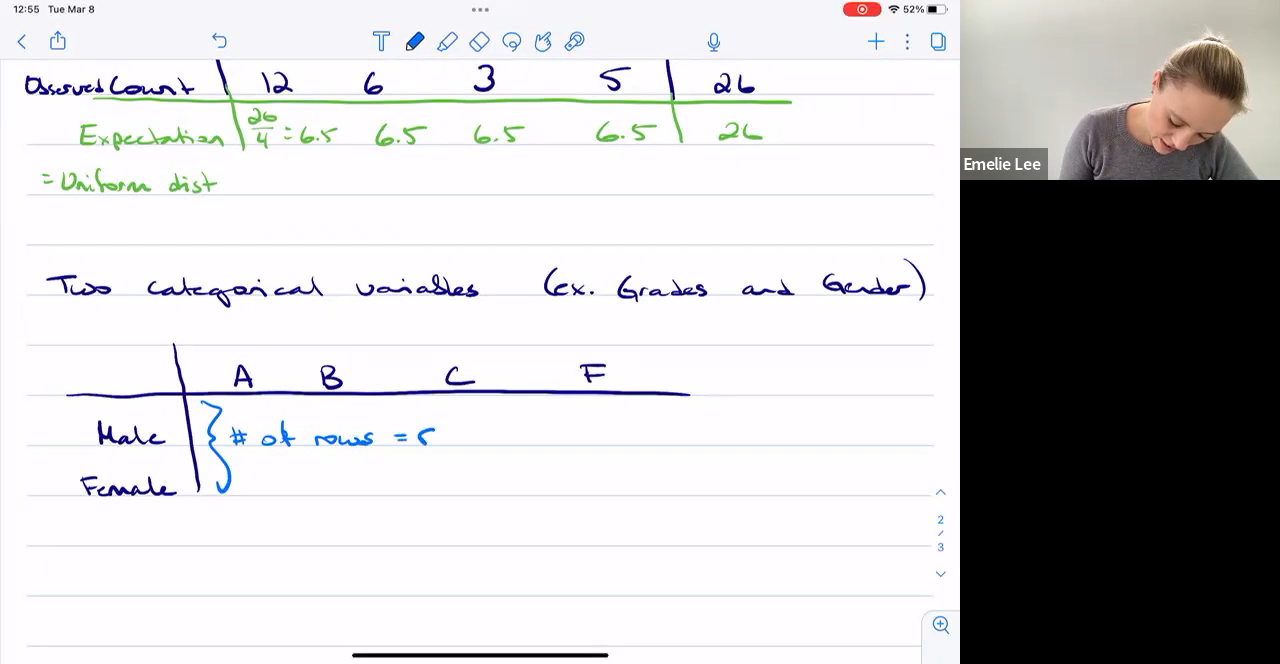 12:55 Tue Mar 8
52%
Observed Count 12 6 3 5 26
Expectation 26/4 = 6.5 6.5 6.5 6.5 26
= Uniform dist
Emelie Lee
Two categorical variables (ex. Grades and Gender)
A B C F
Male # of rows = r
Female
2
/
3